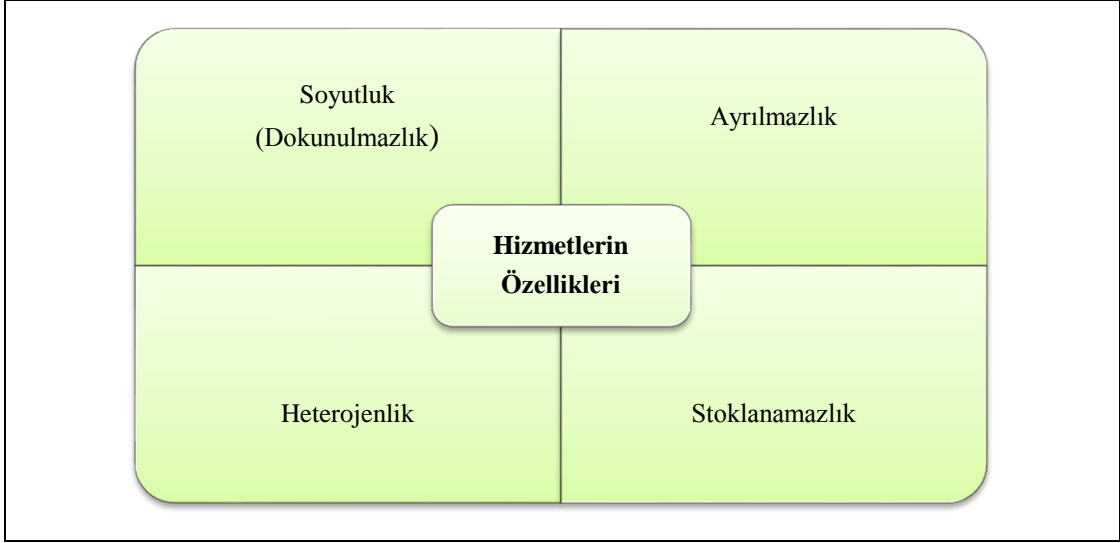 Soyutluk
(Dokunulmazlık)
Ayrılmazlık
Hizmetlerin
Özellikleri
Heterojenlik
Stoklanamazlık